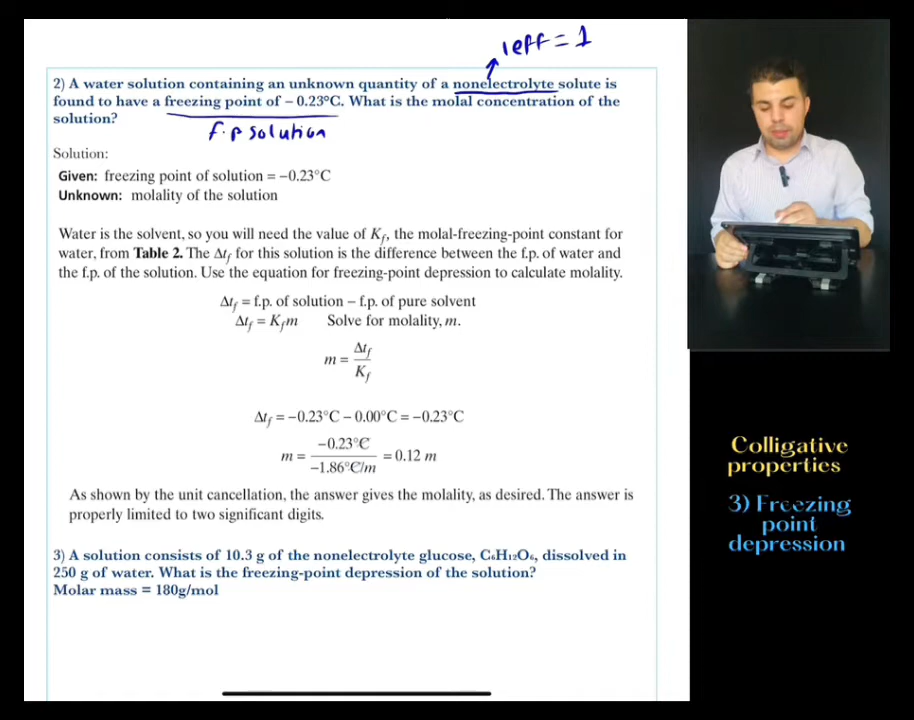 ieff = 1
2) A water solution containing an unknown quantity of a nonelectrolyte solute is
found to have a freezing point of – 0.23°C. What is the molal concentration of the
solution?
f.p solution
Solution:
Given: freezing point of solution = −0.23°C
Unknown: molality of the solution
Water is the solvent, so you will need the value of Kf, the molal-freezing-point constant for
water, from Table 2. The Δtf for this solution is the difference between the f.p. of water and
the f.p. of the solution. Use the equation for freezing-point depression to calculate molality.
Δtf = f.p. of solution − f.p. of pure solvent
Δtf = Kfm Solve for molality, m.
m = Δtf / Kf
Δtf = −0.23°C − 0.00°C = −0.23°C
m = −0.23°C / −1.86°C/m = 0.12 m
As shown by the unit cancellation, the answer gives the molality, as desired. The answer is
properly limited to two significant digits.
3) A solution consists of 10.3 g of the nonelectrolyte glucose, C₆H₁₂O₆, dissolved in
250 g of water. What is the freezing-point depression of the solution?
Molar mass = 180g/mol
Colligative
properties
3) Freezing
point
depression